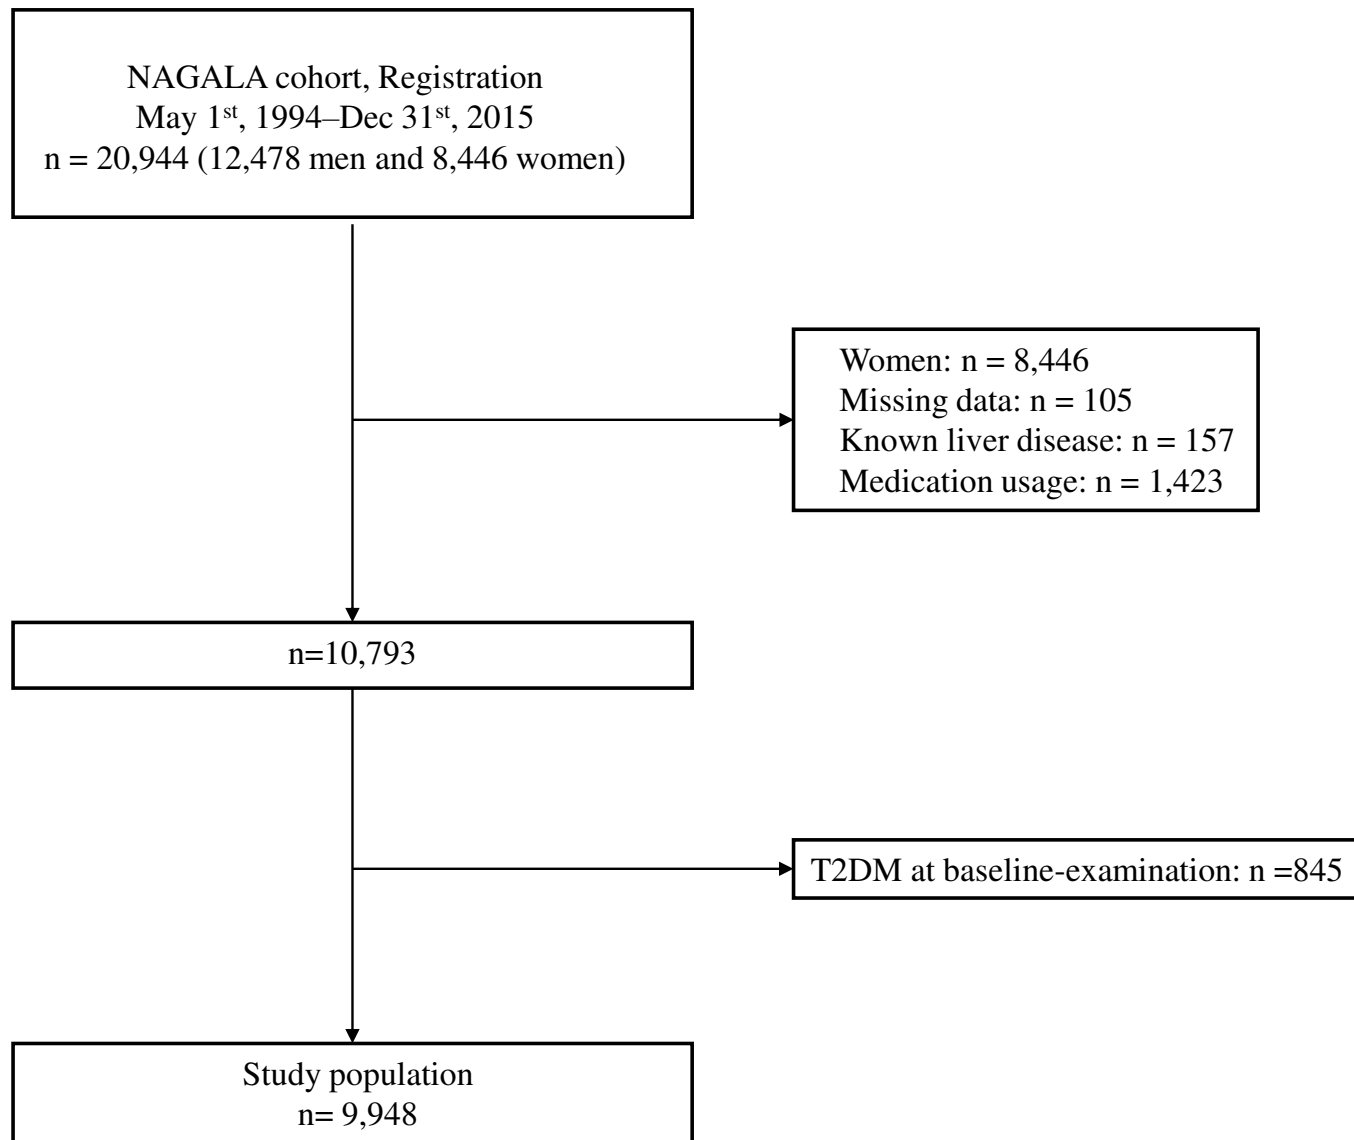 NAGALA cohort, Registration
May 1st, 1994–Dec 31st, 2015
n = 20,944 (12,478 men and 8,446 women)
Women: n = 8,446
Missing data: n = 105
Known liver disease: n = 157
Medication usage: n = 1,423
n=10,793
T2DM at baseline-examination: n =845
Study population
n= 9,948